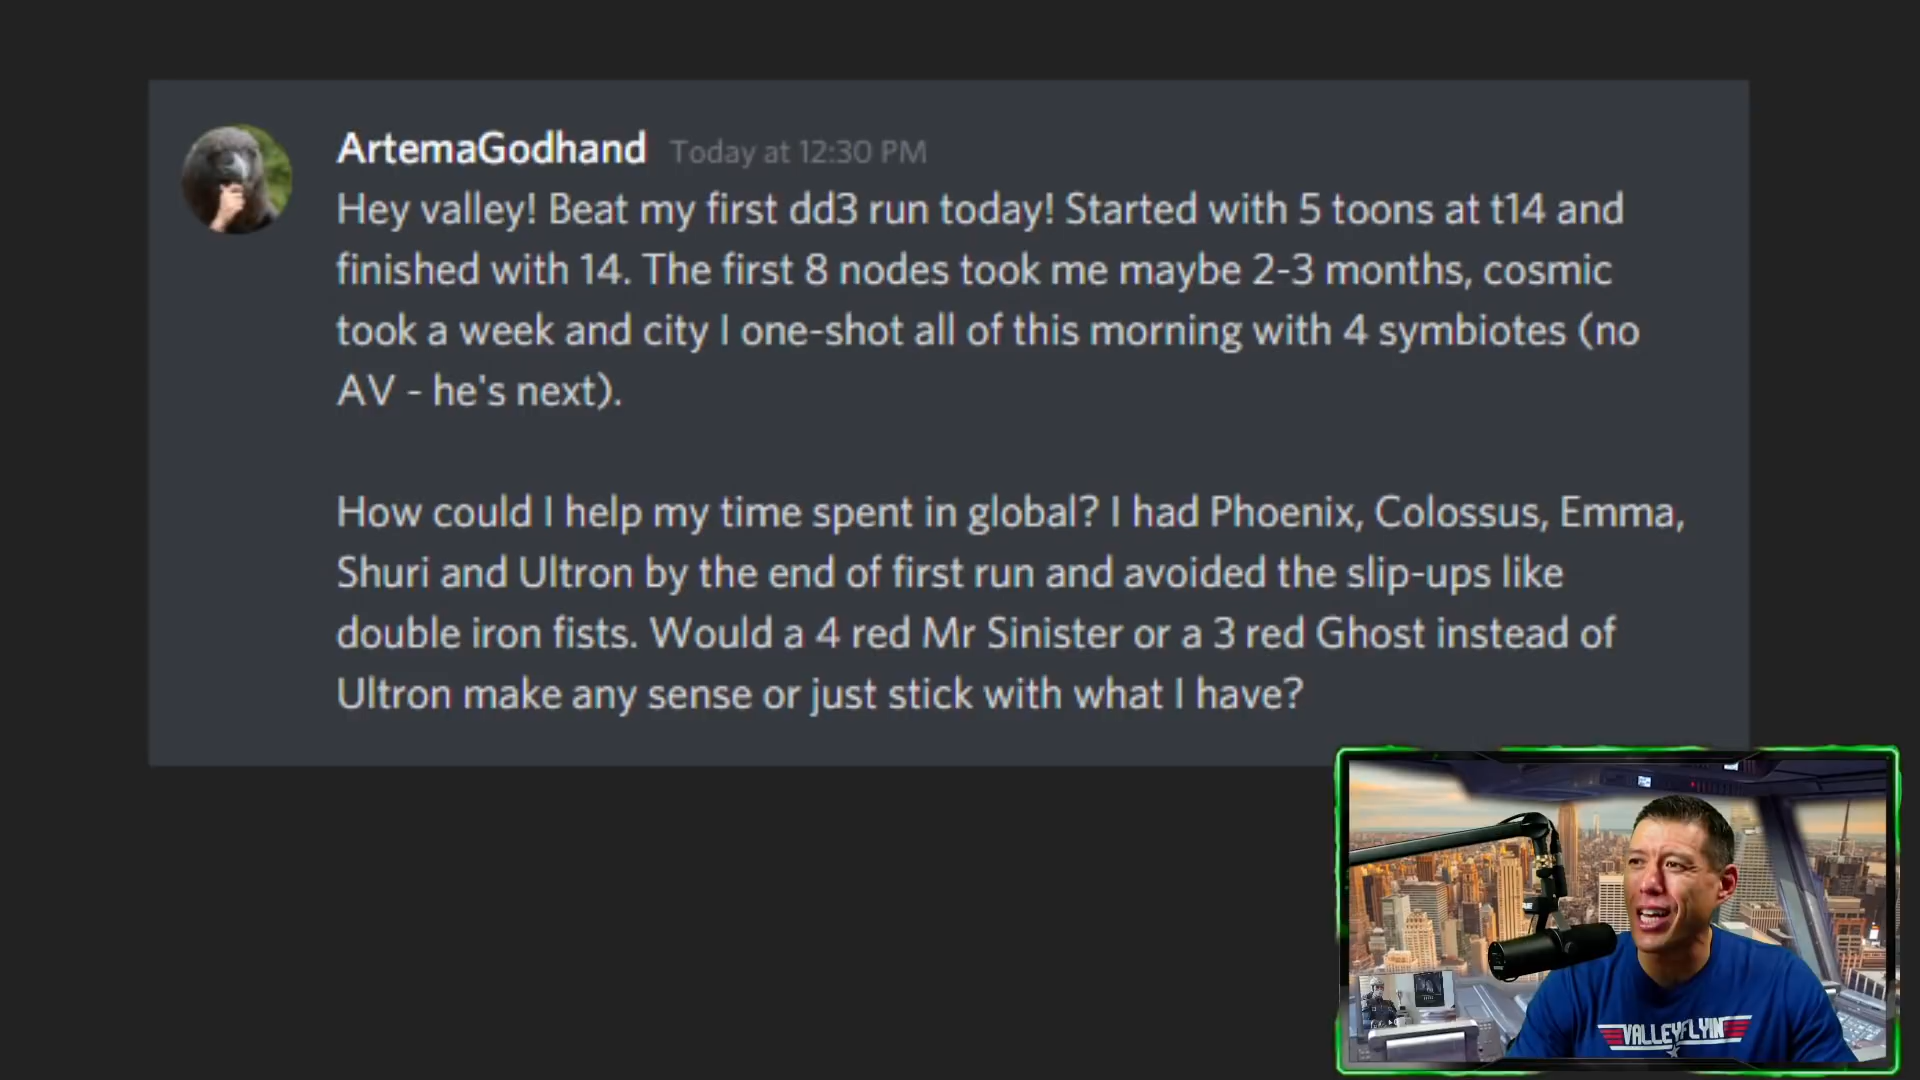 ArtemaGodhand Today at 12:30 PM
Hey valley! Beat my first dd3 run today! Started with 5 toons at t14 and
finished with 14. The first 8 nodes took me maybe 2-3 months, cosmic
took a week and city I one-shot all of this morning with 4 symbiotes (no
AV - he's next).
How could I help my time spent in global? I had Phoenix, Colossus, Emma,
Shuri and Ultron by the end of first run and avoided the slip-ups like
double iron fists. Would a 4 red Mr Sinister or a 3 red Ghost instead of
Ultron make any sense or just stick with what I have?
VALLEYFLYIN